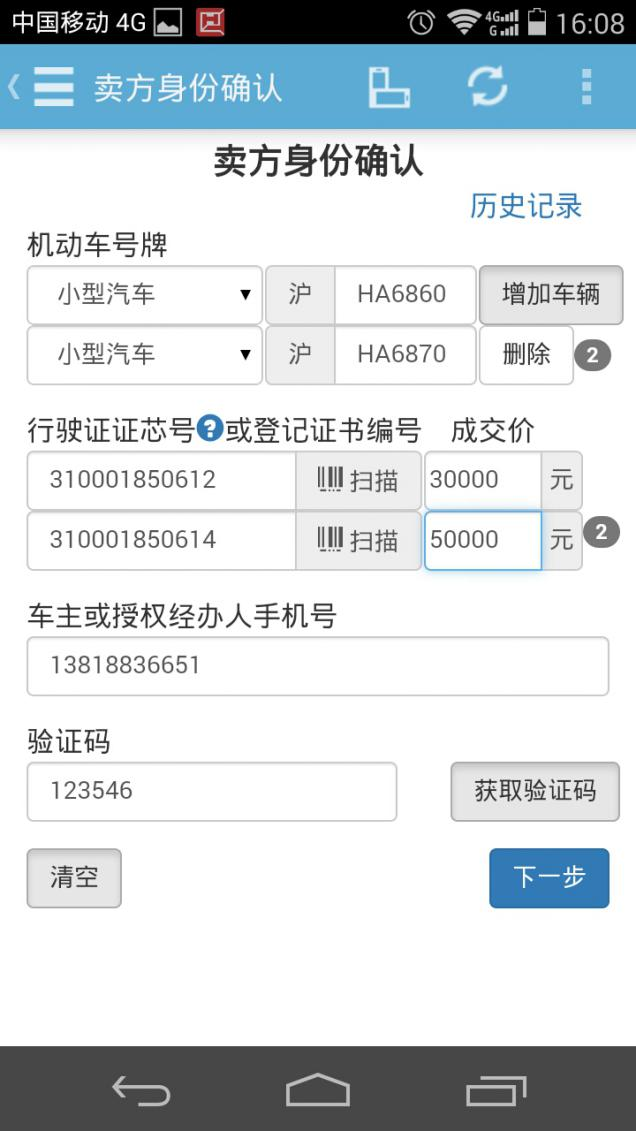 中国移动 4G 4G G 16:08
卖方身份确认
卖方身份确认
历史记录
机动车号牌
小型汽车 沪 HA6860 增加车辆
小型汽车 沪 HA6870 删除 2
行驶证证芯号?或登记证书编号 成交价
310001850612 扫描 30000 元
310001850614 扫描 50000 元 2
车主或授权经办人手机号
13818836651
验证码
123546 获取验证码
清空 下一步